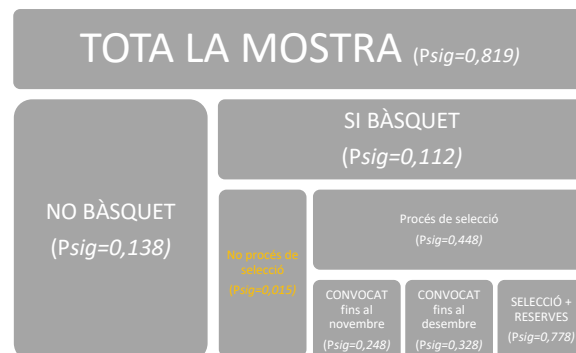 TOTA LA MOSTRA (Psig=0,819)
SI BÀSQUET
(Psig=0,112)
NO BÀSQUET
(Psig=0,138)
No procés de
selecció
(Psig=0,015)
Procés de selecció
(Psig=0,448)
CONVOCAT
fins al
novembre
(Psig=0,248)
CONVOCAT
fins al
desembre
(Psig=0,328)
SELECCIÓ +
RESERVES
(Psig=0,778)